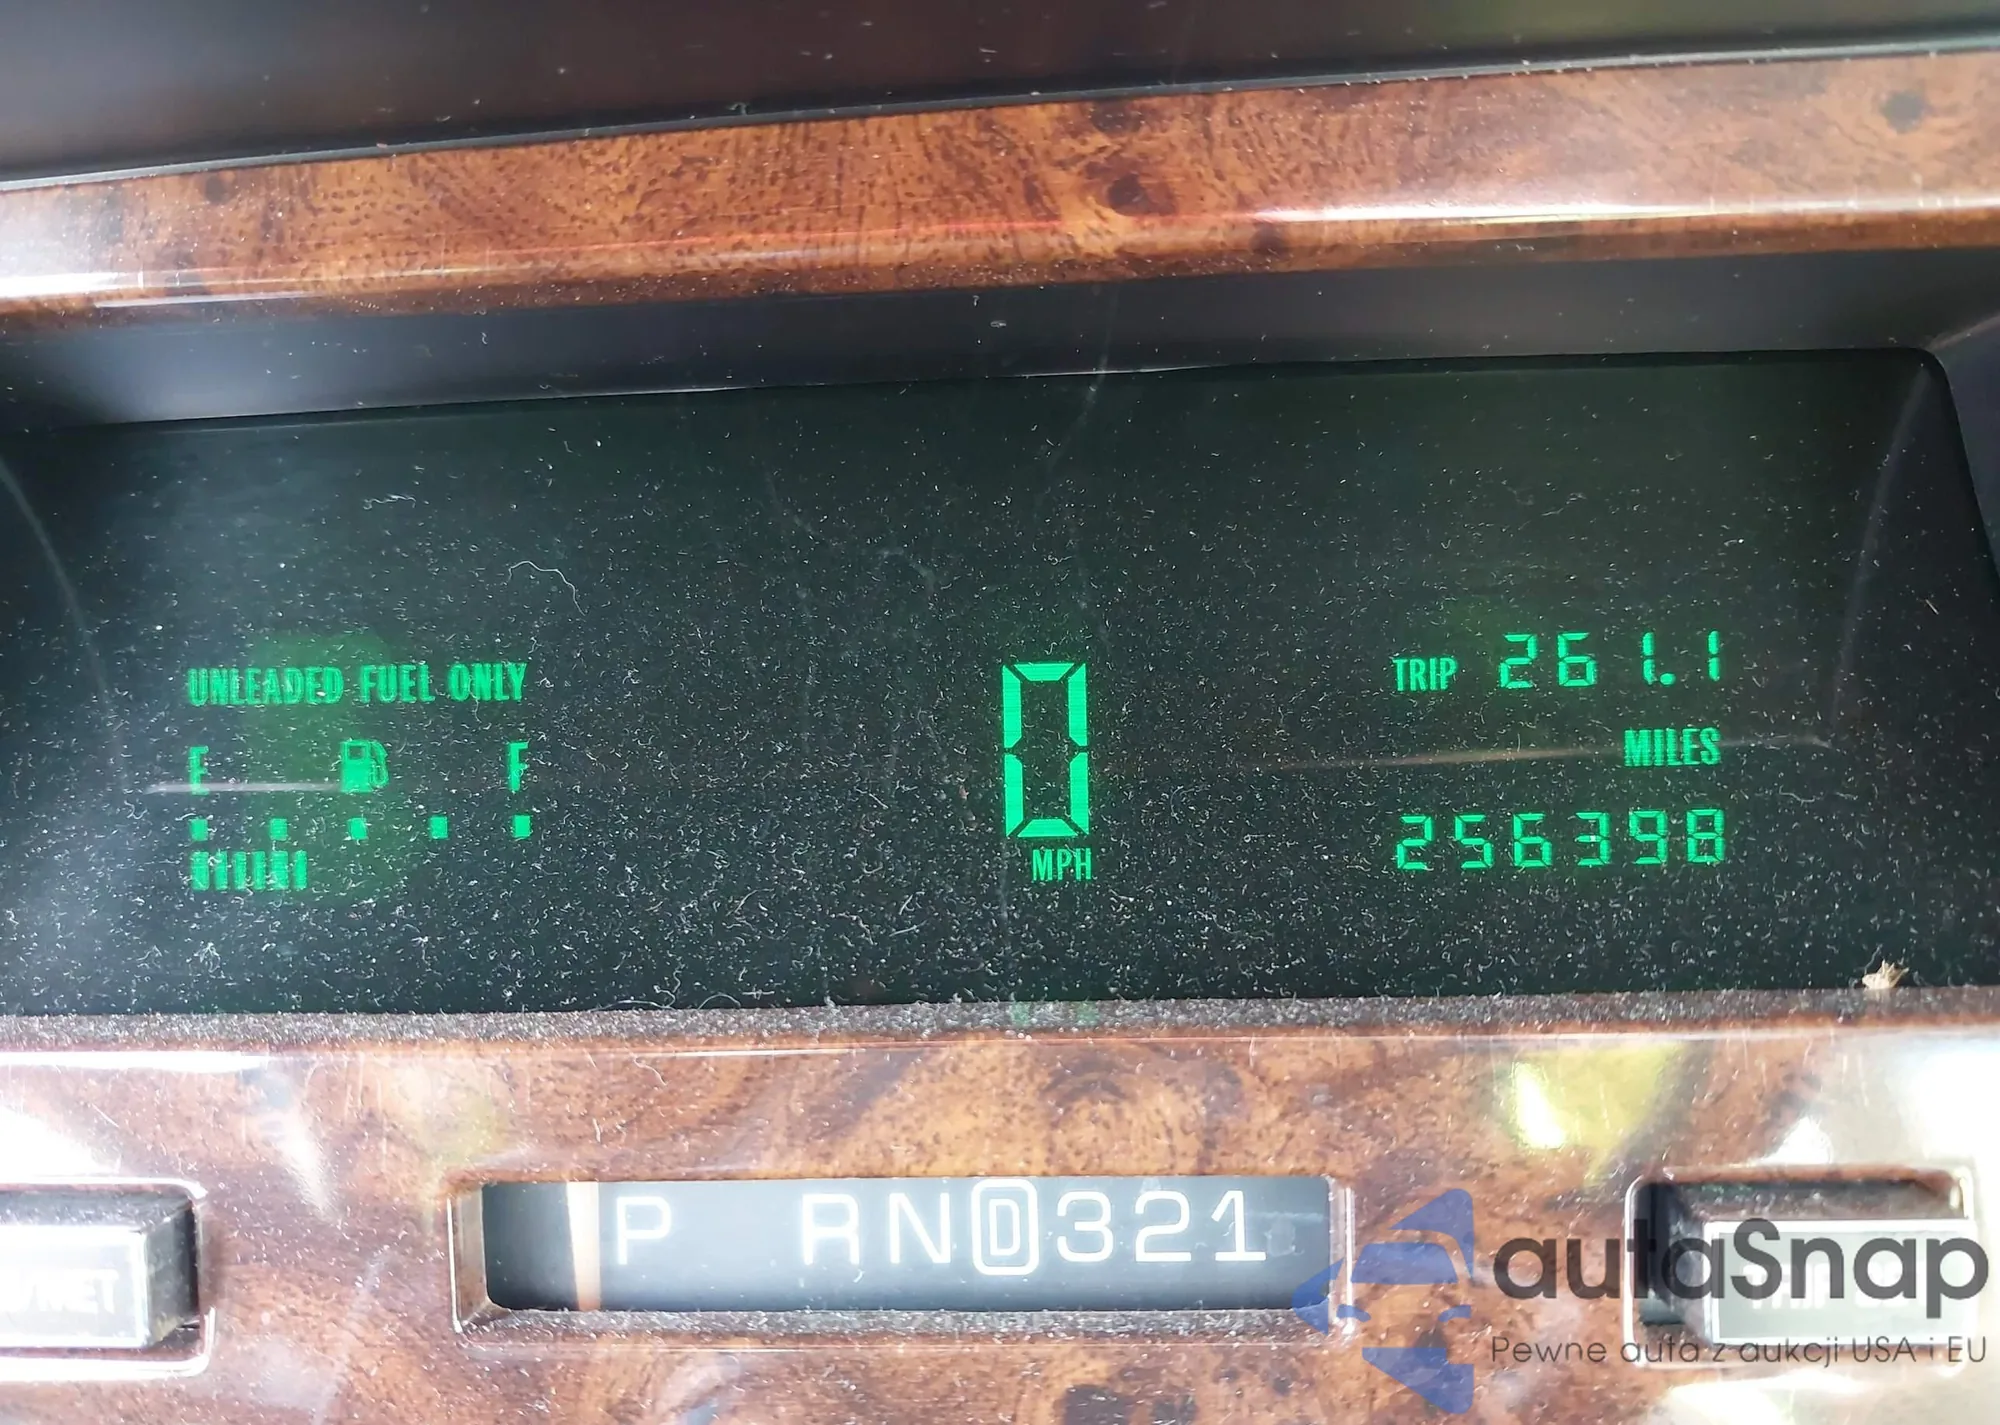 UNLEADED FUEL ONLY
E F
0
MPH
TRIP 261.1
MILES
256398
P RND321
autaSnap
Pewne auta z aukcji USA i EU